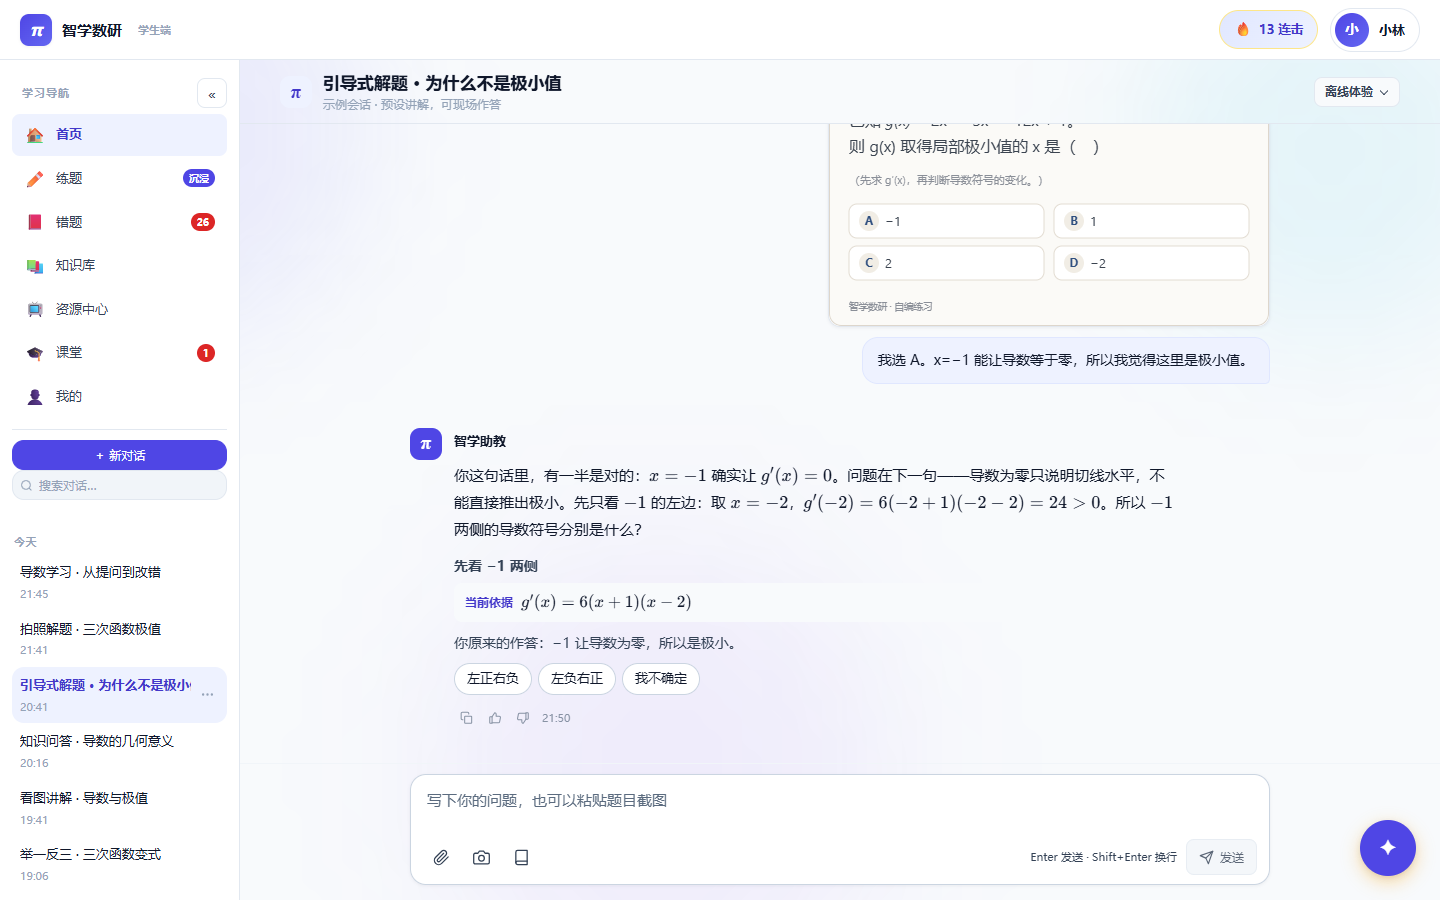 π 智学数研 学生端
13 连击
小 小林
学习导航 «
首页
练题 沉浸
错题 26
知识库
资源中心
课堂 1
我的
+ 新对话
搜索对话...
今天
导数学习 · 从提问到改错
21:45
拍照解题 · 三次函数极值
21:41
引导式解题 • 为什么不是极小 ...
20:41
知识问答 · 导数的几何意义
20:16
看图讲解 · 导数与极值
19:41
举一反三 · 三次函数变式
19:06
π 引导式解题 • 为什么不是极小值
示例会话 · 预设讲解，可现场作答
离线体验
则 g(x) 取得局部极小值的 x 是（ ）
（先求 g′(x)，再判断导数符号的变化。）
A −1
B 1
C 2
D −2
智学数研 · 自编练习
我选 A。x=−1 能让导数等于零，所以我觉得这里是极小值。
π 智学助教
你这句话里，有一半是对的：x = −1 确实让 g′(x) = 0。问题在下一句——导数为零只说明切线水平，不
能直接推出极小。先只看 −1 的左边：取 x = −2，g′(−2) = 6(−2 + 1)(−2 − 2) = 24 > 0。所以 −1
两侧的导数符号分别是什么？
先看 −1 两侧
当前依据 g′(x) = 6(x + 1)(x − 2)
你原来的作答：−1 让导数为零，所以是极小。
左正右负
左负右正
我不确定
21:50
写下你的问题，也可以粘贴题目截图
Enter 发送 · Shift+Enter 换行
发送